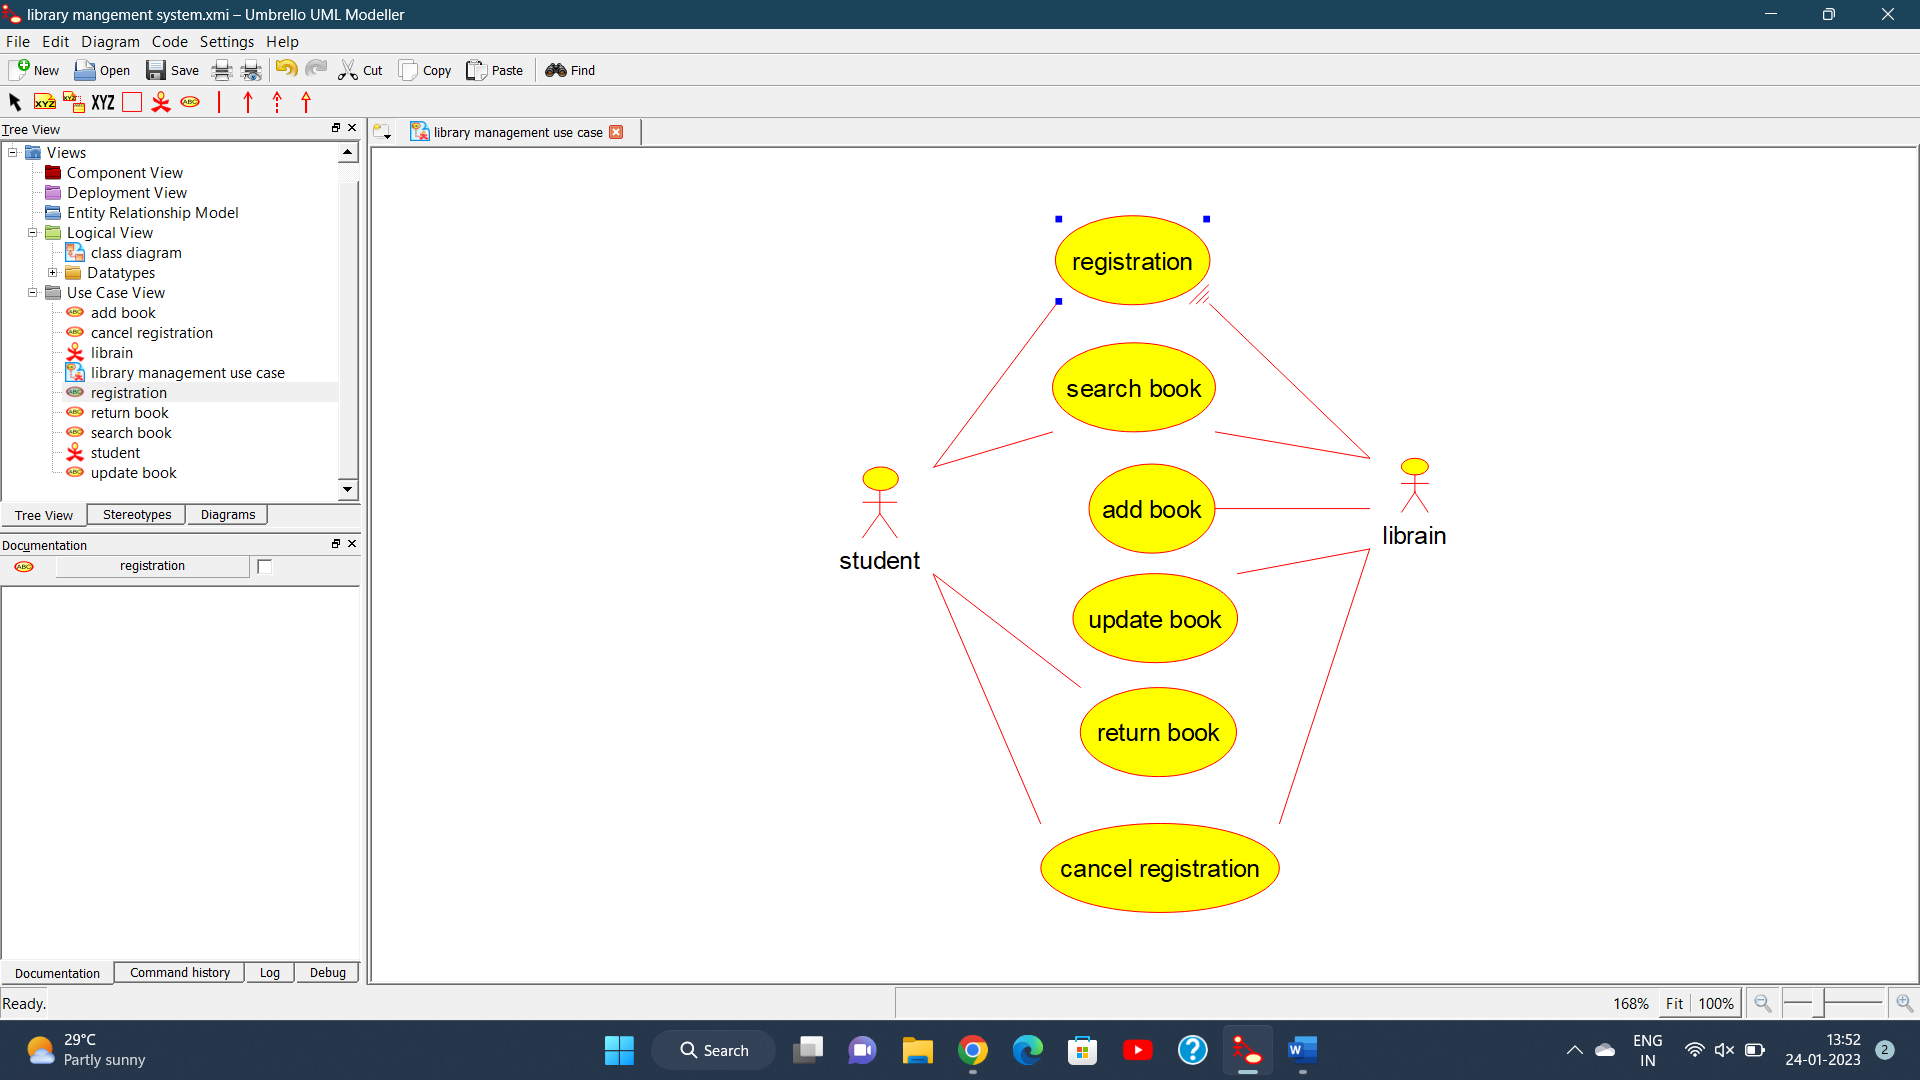 library mangement system.xmi – Umbrello UML Modeller
File Edit Diagram Code Settings Help
New Open Save Cut Copy Paste Find
XYZ XYZ XYZ ABC
Tree View
library management use case
Views
Component View
Deployment View
Entity Relationship Model
Logical View
class diagram
Datatypes
Use Case View
add book
cancel registration
librain
library management use case
registration
return book
search book
student
update book
Tree View Stereotypes Diagrams
Documentation
ABC registration
Documentation Command history Log Debug
registration
search book
add book
student
librain
update book
return book
cancel registration
Ready.
168% Fit 100%
29°C
Partly sunny
Search
ENG
IN
13:52
24-01-2023
2